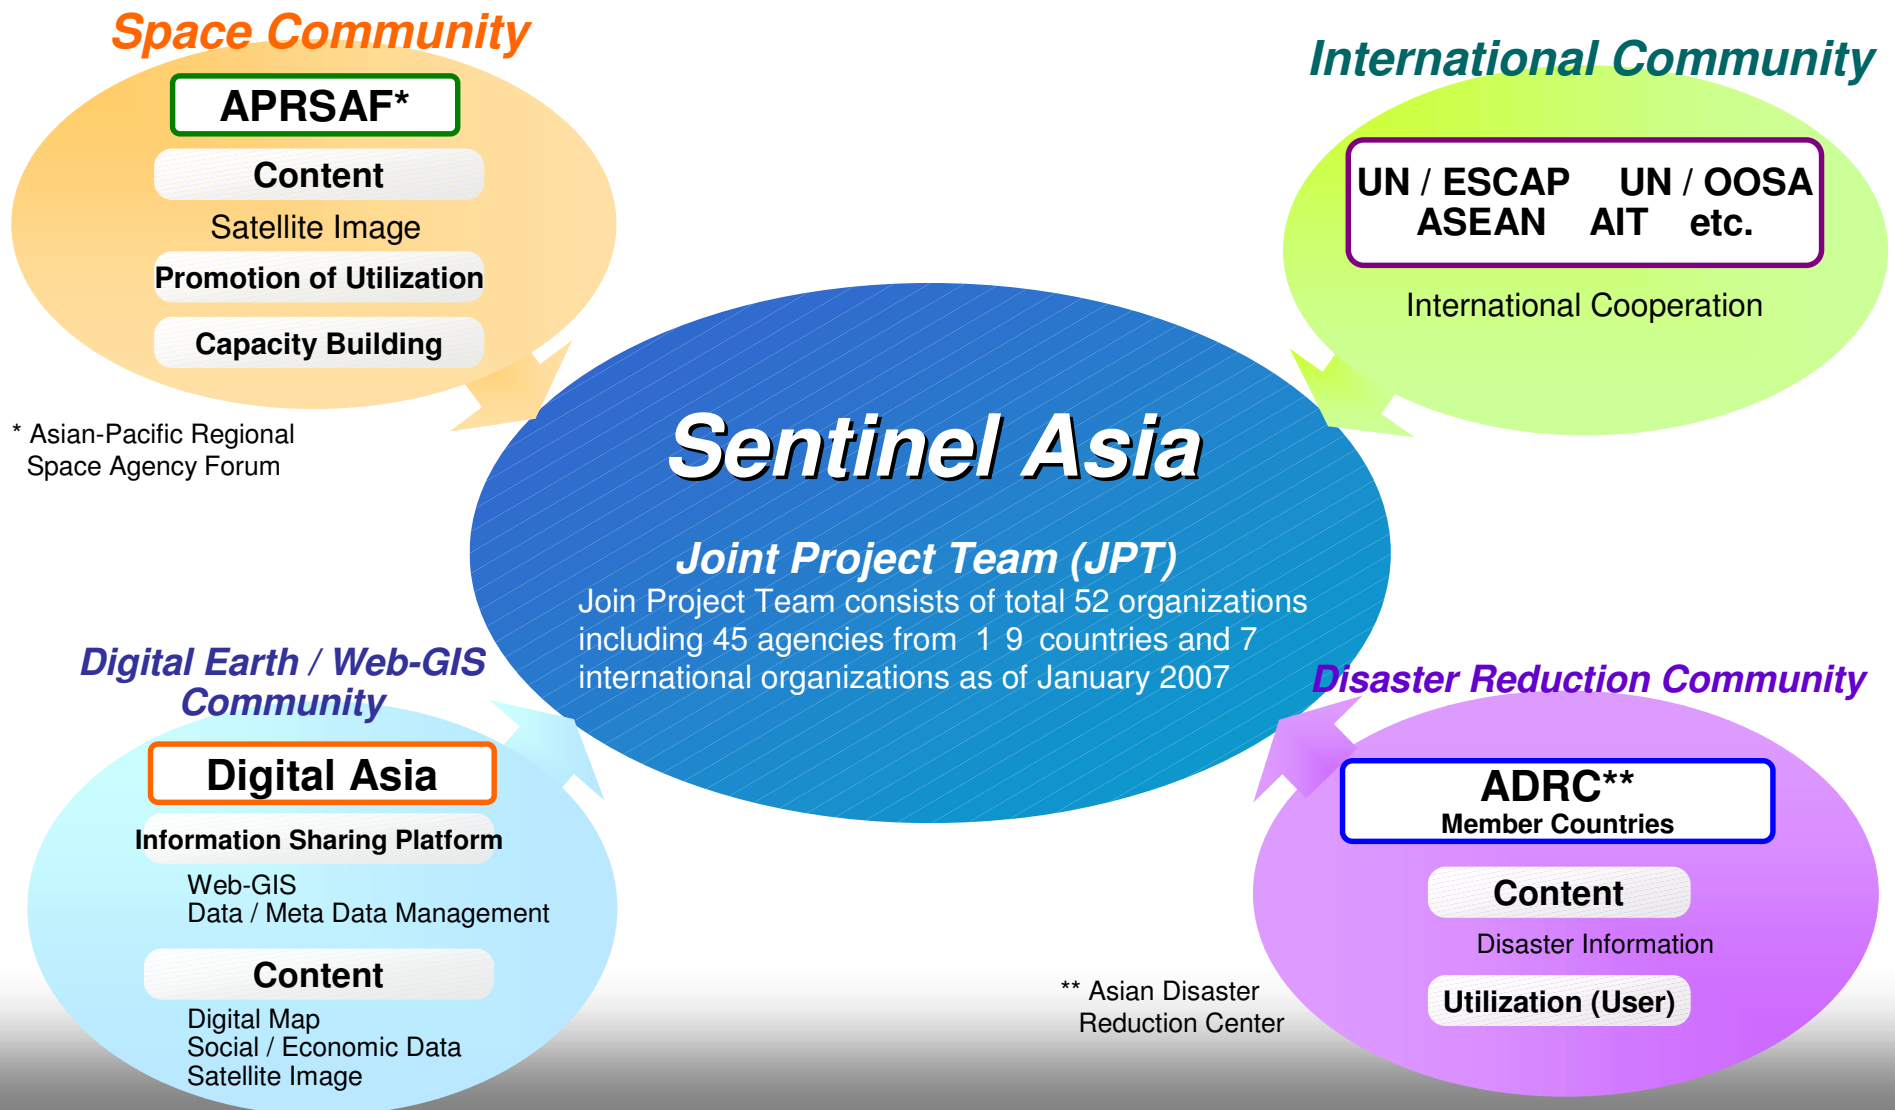 Space Community
APRSAF*
Content
Satellite Image
Promotion of Utilization
Capacity Building
* Asian-Pacific Regional
Space Agency Forum
International Community
UN / ESCAP UN / OOSA
ASEAN AIT etc.
International Cooperation
Sentinel Asia
Joint Project Team (JPT)
Join Project Team consists of total 52 organizations
including 45 agencies from 1 9 countries and 7
international organizations as of January 2007
Digital Earth / Web-GIS
Community
Digital Asia
Information Sharing Platform
Web-GIS
Data / Meta Data Management
Content
Digital Map
Social / Economic Data
Satellite Image
Disaster Reduction Community
ADRC**
Member Countries
Content
Disaster Information
Utilization (User)
** Asian Disaster
Reduction Center